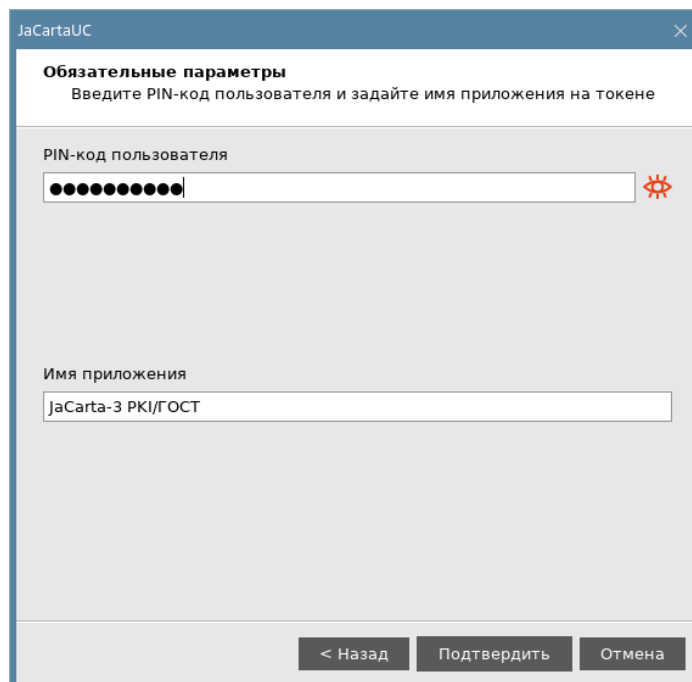 JaCartaUC
Обязательные параметры
Введите PIN-код пользователя и задайте имя приложения на токене
PIN-код пользователя
●●●●●●●●●●
Имя приложения
JaCarta-3 PKI/ГОСТ
< Назад
Подтвердить
Отмена